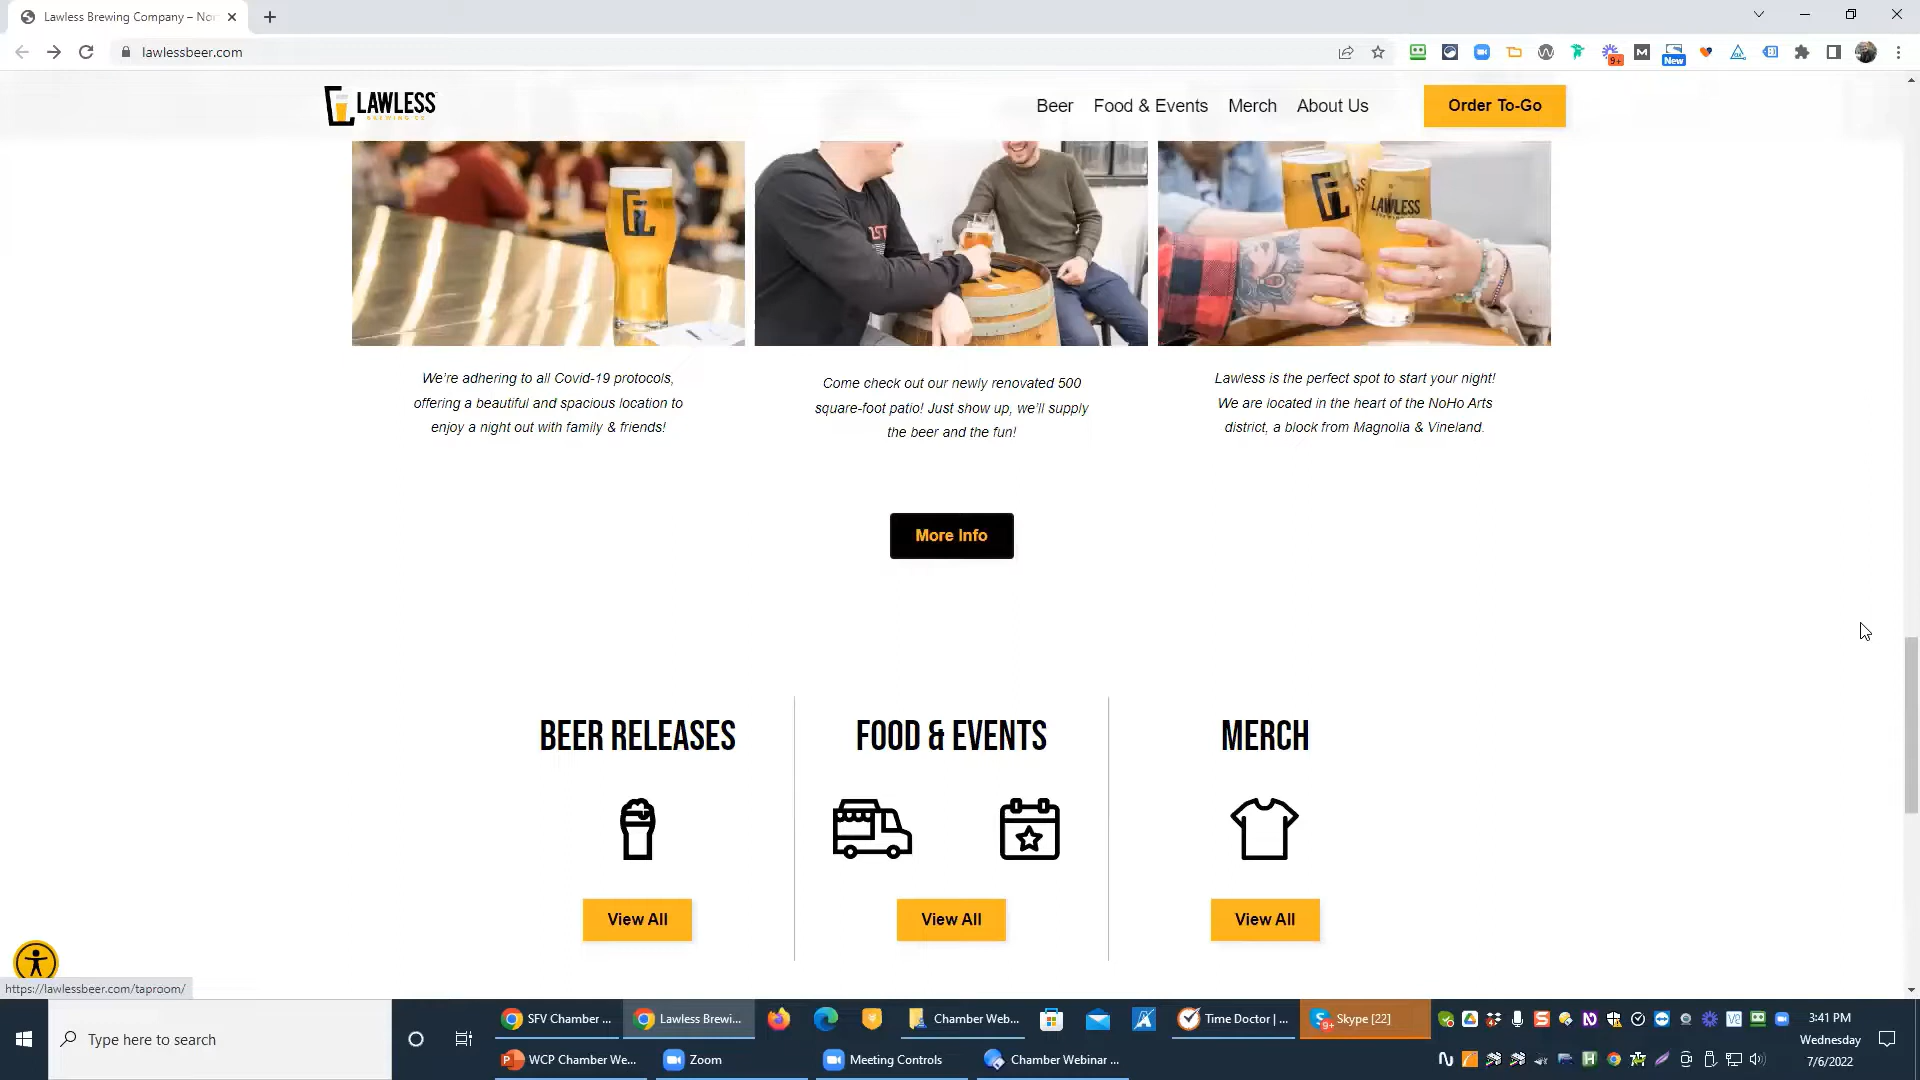 Lawless Brewing Company – Nor
lawlessbeer.com
9+
New
LAWLESS
BREWING CO
Beer
Food & Events
Merch
About Us
Order To-Go
LAWLESS
We're adhering to all Covid-19 protocols,
offering a beautiful and spacious location to
enjoy a night out with family & friends!
Come check out our newly renovated 500
square-foot patio! Just show up, we'll supply
the beer and the fun!
Lawless is the perfect spot to start your night!
We are located in the heart of the NoHo Arts
district, a block from Magnolia & Vineland.
More Info
BEER RELEASES
FOOD & EVENTS
MERCH
View All
View All
View All
https://lawlessbeer.com/taproom/
Type here to search
SFV Chamber ...
Lawless Brewi...
Chamber Web...
Time Doctor | ...
9+
Skype [22]
3:41 PM
WCP Chamber We...
Zoom
Meeting Controls
Chamber Webinar ...
Wednesday
7/6/2022